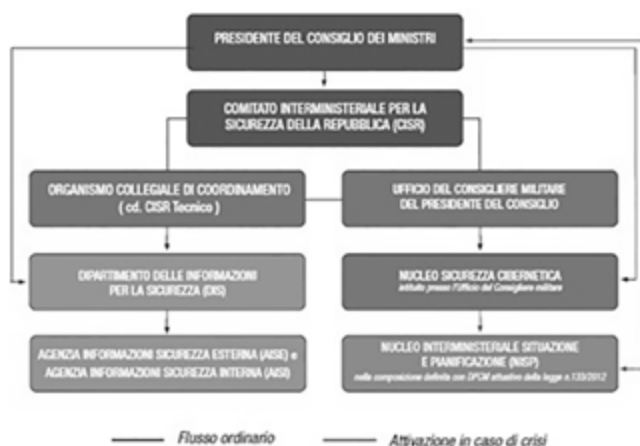 PRESIDENTE DEL CONSIGLIO DEI MINISTRI
COMITATO INTERMINISTERIALE PER LA
SICUREZZA DELLA REPUBBLICA (CISR)
ORGANISMO COLLEGIALE DI COORDINAMENTO
( cd. CISR Tecnico )
UFFICIO DEL CONSIGLIERE MILITARE
DEL PRESIDENTE DEL CONSIGLIO
DIPARTIMENTO DELLE INFORMAZIONI
PER LA SICUREZZA (DIS)
NUCLEO SICUREZZA CIBERNETICA
istituito presso l'Ufficio del Consigliere militare
AGENZIA INFORMAZIONI SICUREZZA ESTERNA (AISE) e
AGENZIA INFORMAZIONI SICUREZZA INTERNA (AISI)
NUCLEO INTERMINISTERIALE SITUAZIONE
E PIANIFICAZIONE (NISP)
nella composizione definita con DPCM attuativo della legge n.133/2012
Flusso ordinario
Attivazione in caso di crisi